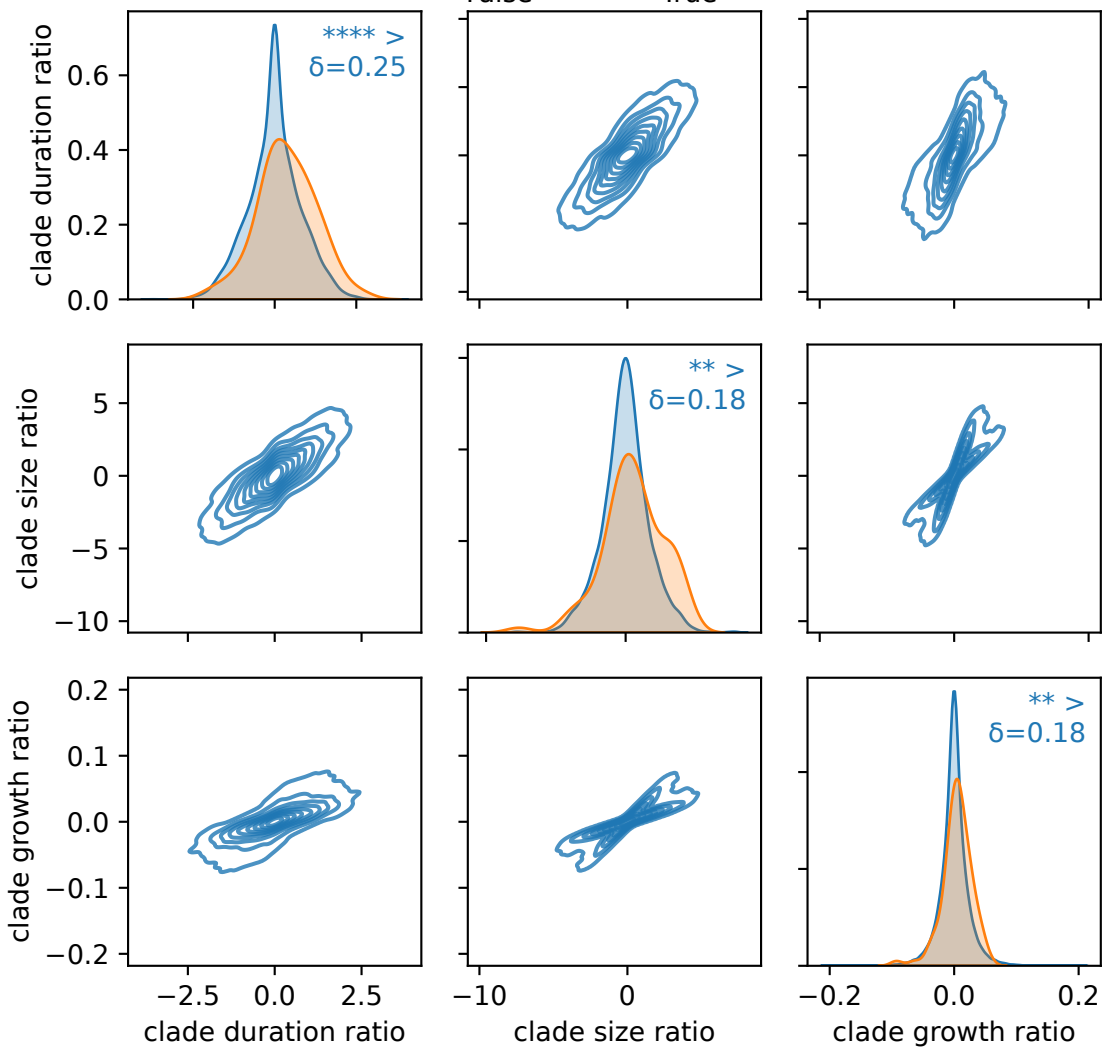 **** >
δ=0.25
clade duration ratio
0.6
0.4
0.2
0.0
** >
δ=0.18
clade size ratio
5
0
−5
−10
** >
δ=0.18
clade growth ratio
0.2
0.1
0.0
−0.1
−0.2
−2.5 0.0 2.5 −10 0 −0.2 0.0 0.2
clade duration ratio clade size ratio clade growth ratio